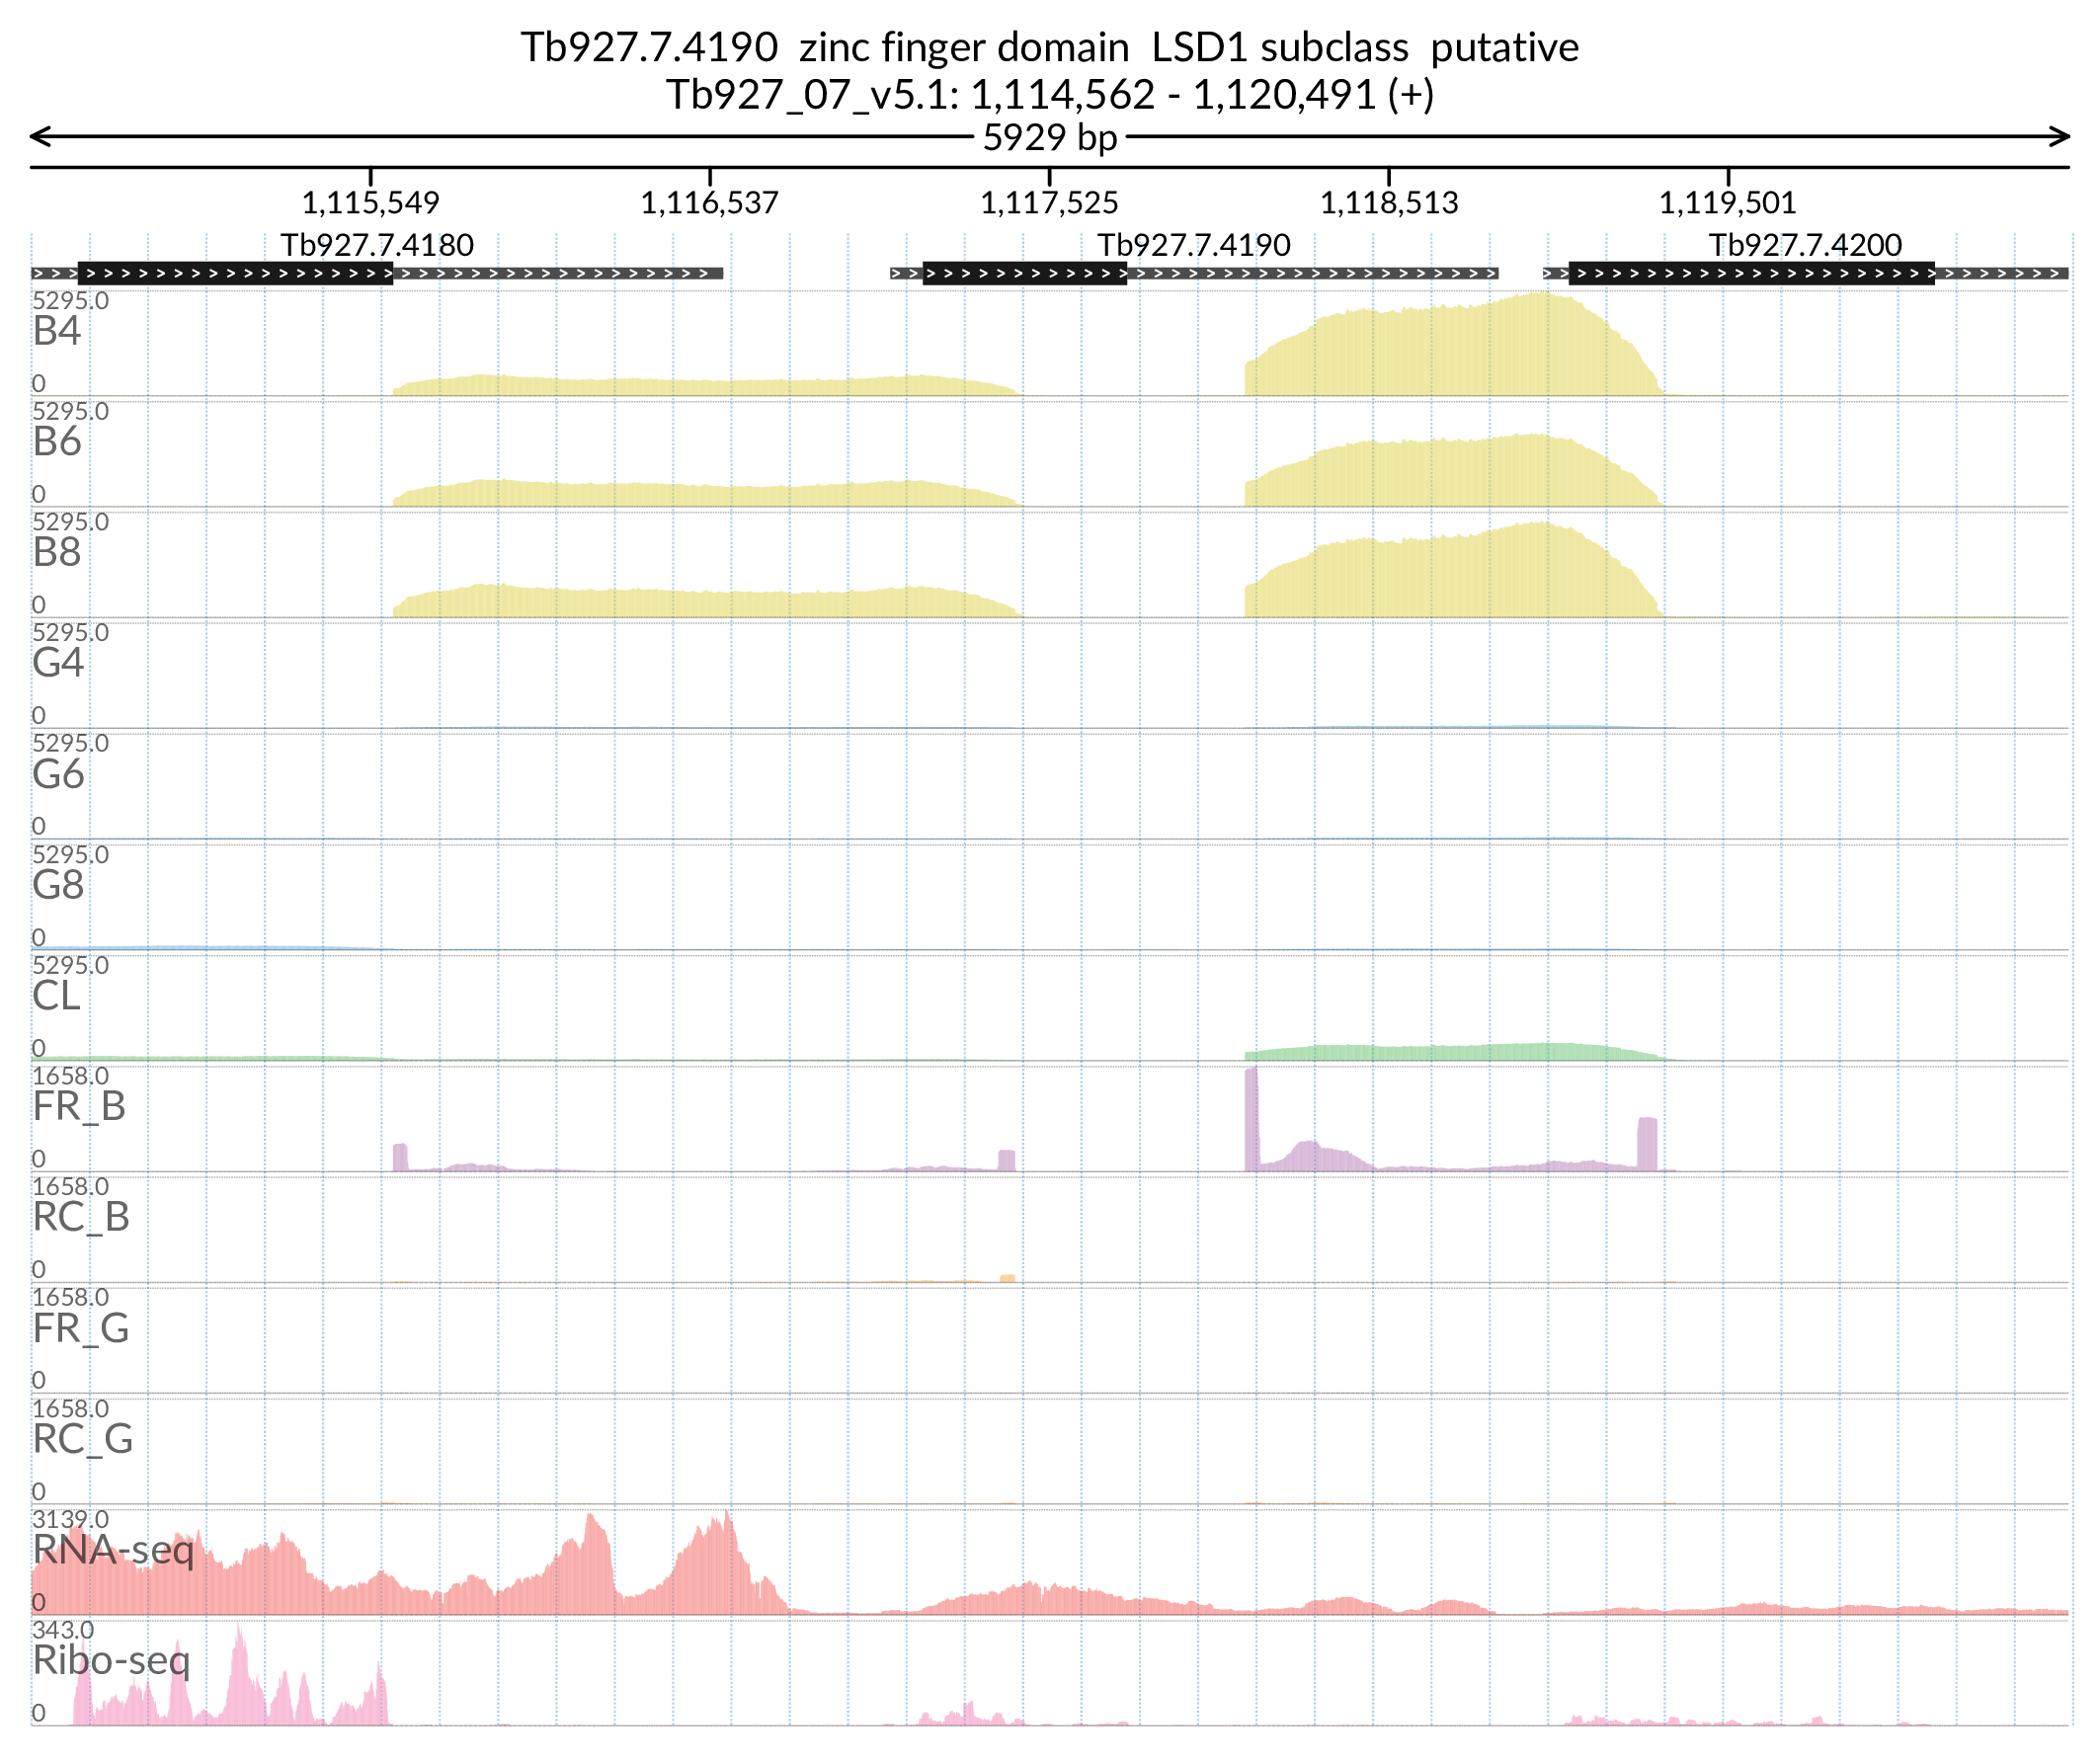 Tb927.7.4190  zinc finger domain  LSD1 subclass  putative
Tb927_07_v5.1: 1,114,562 - 1,120,491 (+)
5929 bp
1,115,549 1,116,537 1,117,525 1,118,513 1,119,501
Tb927.7.4180 Tb927.7.4190 Tb927.7.4200
5295.0
B4
0
5295.0
B6
0
5295.0
B8
0
5295.0
G4
0
5295.0
G6
0
5295.0
G8
0
5295.0
CL
0
1658.0
FR_B
0
1658.0
RC_B
0
1658.0
FR_G
0
1658.0
RC_G
0
3139.0
RNA-seq
0
343.0
Ribo-seq
0